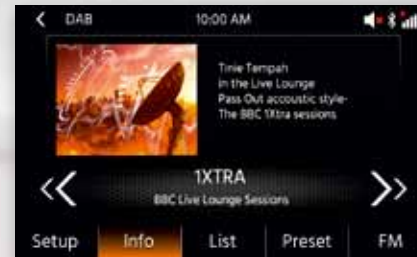 DAB
10:00 AM
Tinie Tempah
in the Live Lounge
Pass Out accoustic style-
The BBC 1Xtra sessions
1XTRA
BBC Live Lounge Sessions
Setup
Info
List
Preset
FM